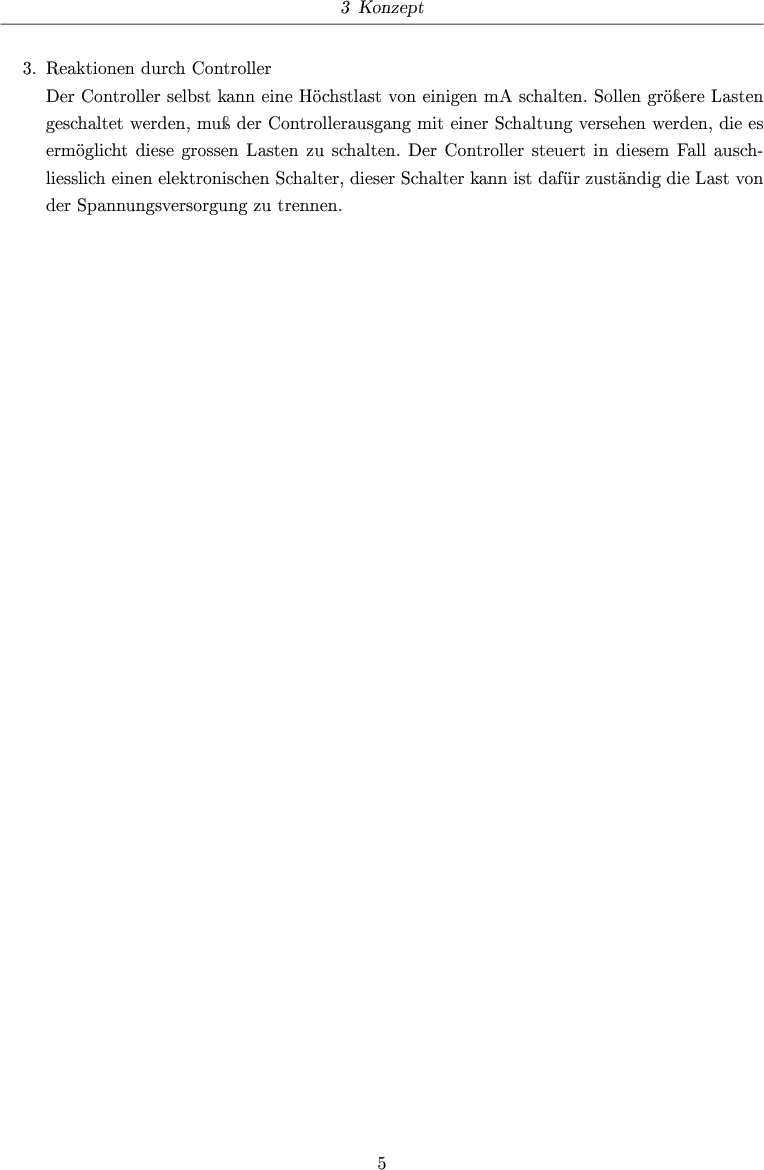 3 Konzept
3. Reaktionen durch Controller
Der Controller selbst kann eine Höchstlast von einigen mA schalten. Sollen größere Lasten
geschaltet werden, muß der Controllerausgang mit einer Schaltung versehen werden, die es
ermöglicht diese grossen Lasten zu schalten. Der Controller steuert in diesem Fall ausch-
liesslich einen elektronischen Schalter, dieser Schalter kann ist dafür zuständig die Last von
der Spannungsversorgung zu trennen.
5